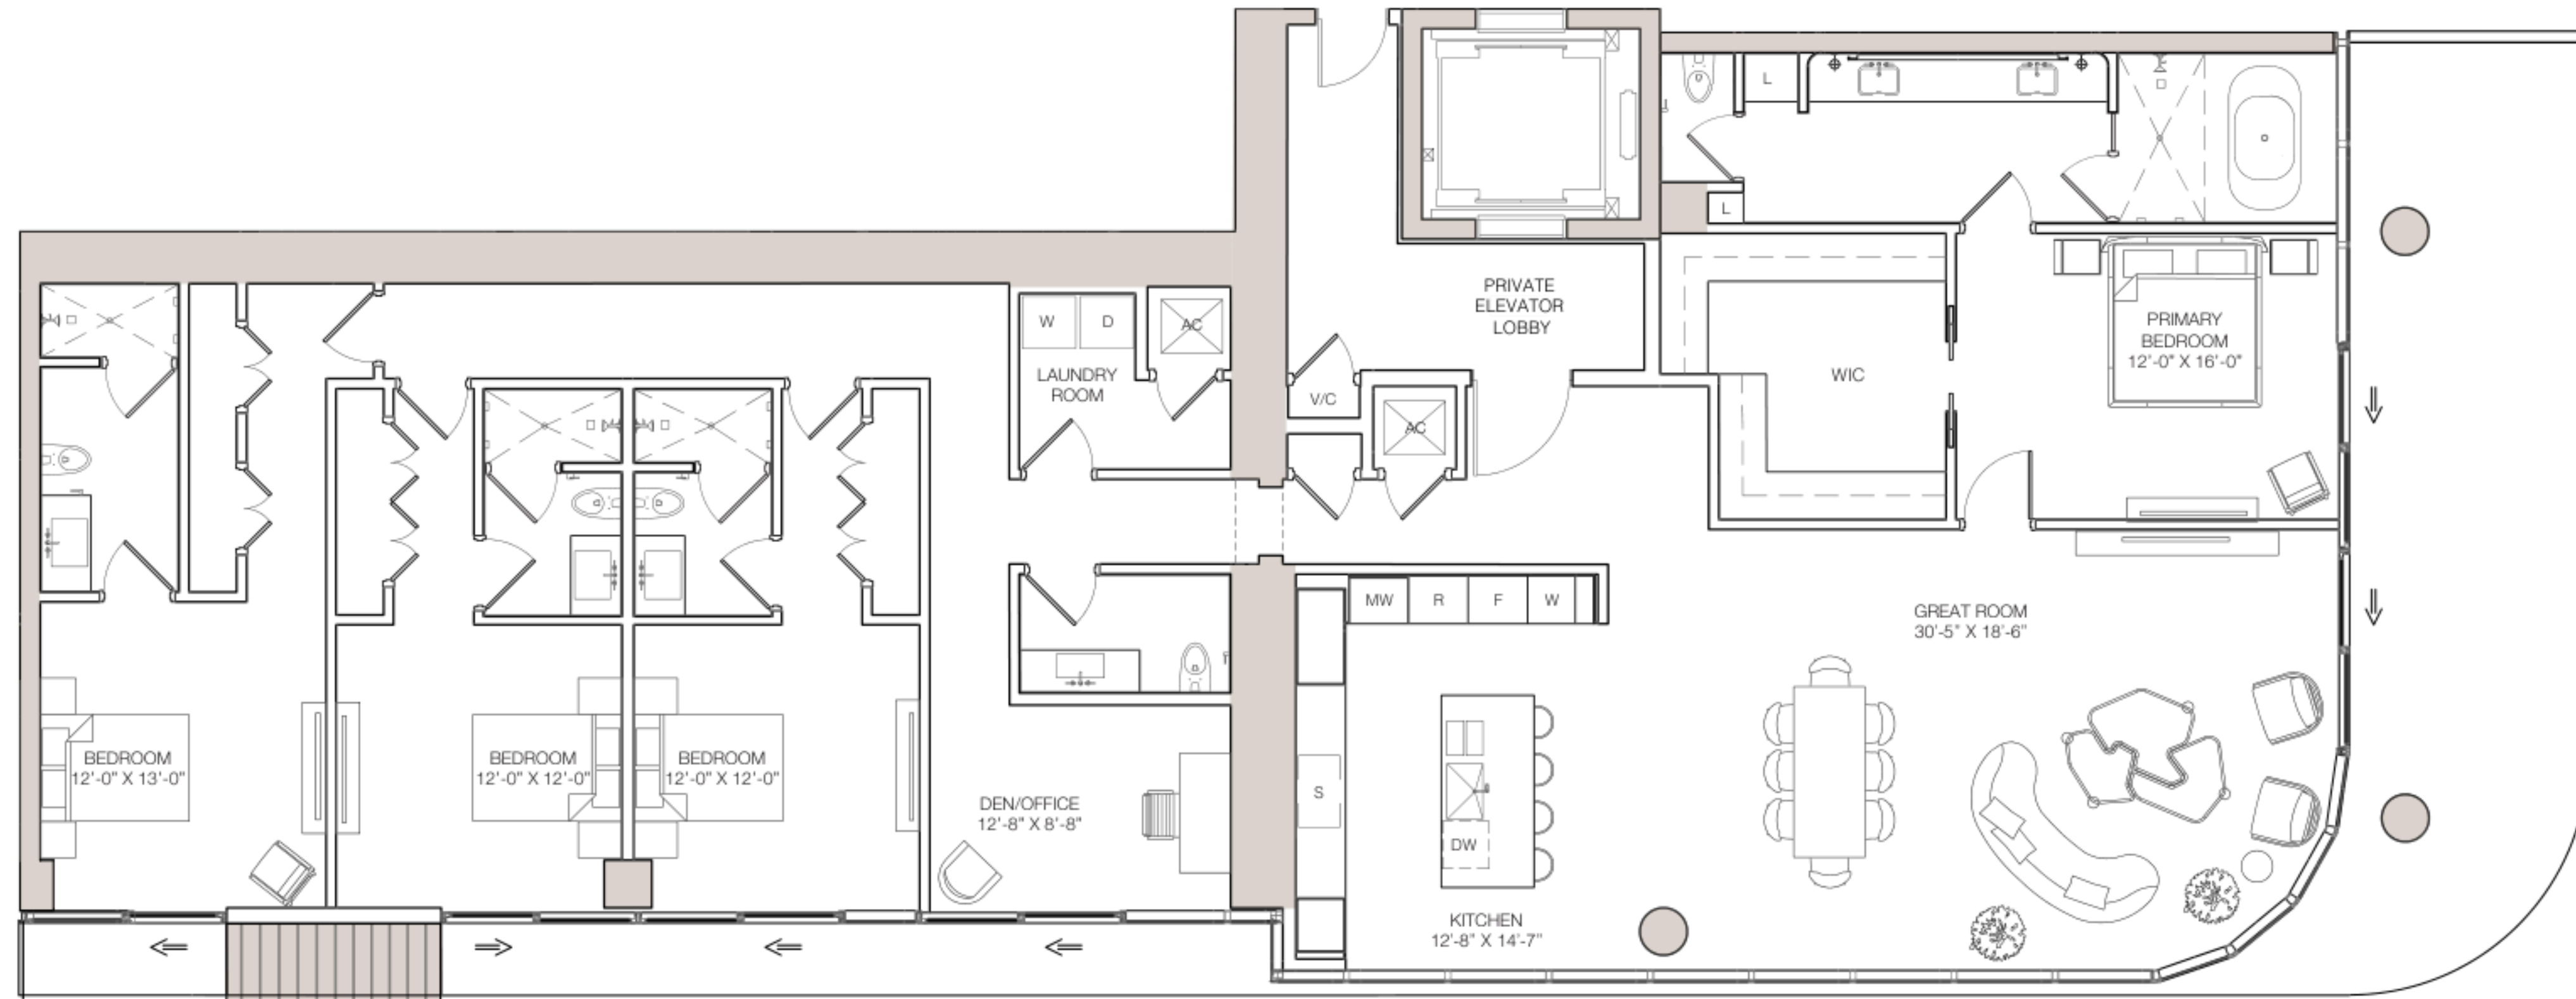 L
L
PRIVATE
ELEVATOR
LOBBY
W
D
AC
LAUNDRY
ROOM
V/C
AC
WIC
PRIMARY
BEDROOM
12'-0" X 16'-0"
MW
R
F
W
GREAT ROOM
30'-5" X 18'-6"
BEDROOM
12'-0" X 13'-0"
BEDROOM
12'-0" X 12'-0"
BEDROOM
12'-0" X 12'-0"
DEN/OFFICE
12'-8" X 8'-8"
S
DW
KITCHEN
12'-8" X 14'-7"